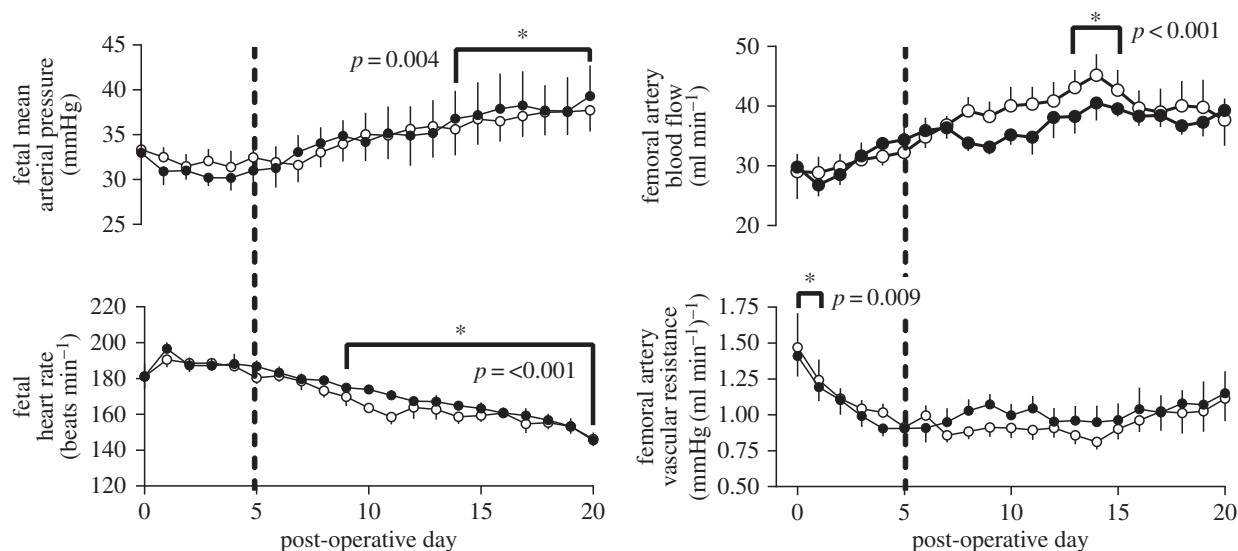 fetal mean
arterial pressure
(mmHg)
45
40
35
30
25
p = 0.004
*
fetal
heart rate
(beats min⁻¹)
220
200
180
160
140
120
*
p = <0.001
0
5
10
15
20
post-operative day
femoral artery
blood flow
(ml min⁻¹)
50
40
30
20
*
p < 0.001
femoral artery
vascular resistance
(mmHg (ml min⁻¹)⁻¹)
1.75
1.50
1.25
1.00
0.75
0.50
*
p = 0.009
0
5
10
15
20
post-operative day